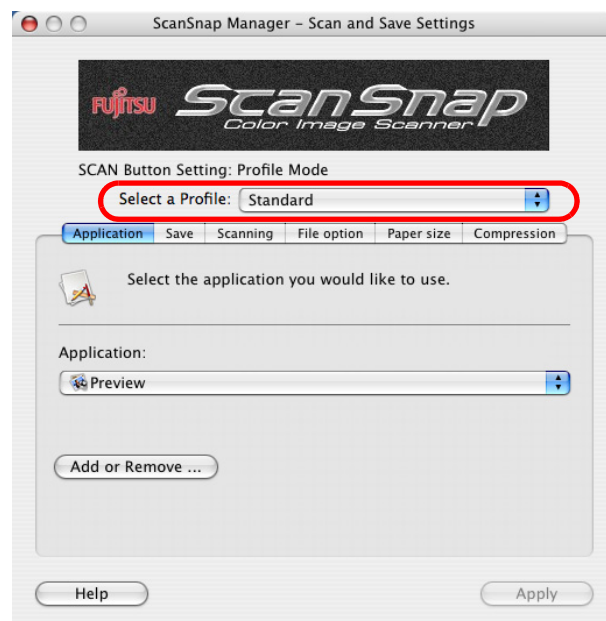 ScanSnap Manager – Scan and Save Settings
FUJITSU ScanSnap
Color Image Scanner
SCAN Button Setting: Profile Mode
Select a Profile: Standard
Application Save Scanning File option Paper size Compression
Select the application you would like to use.
Application:
Preview
Add or Remove ...
Help Apply